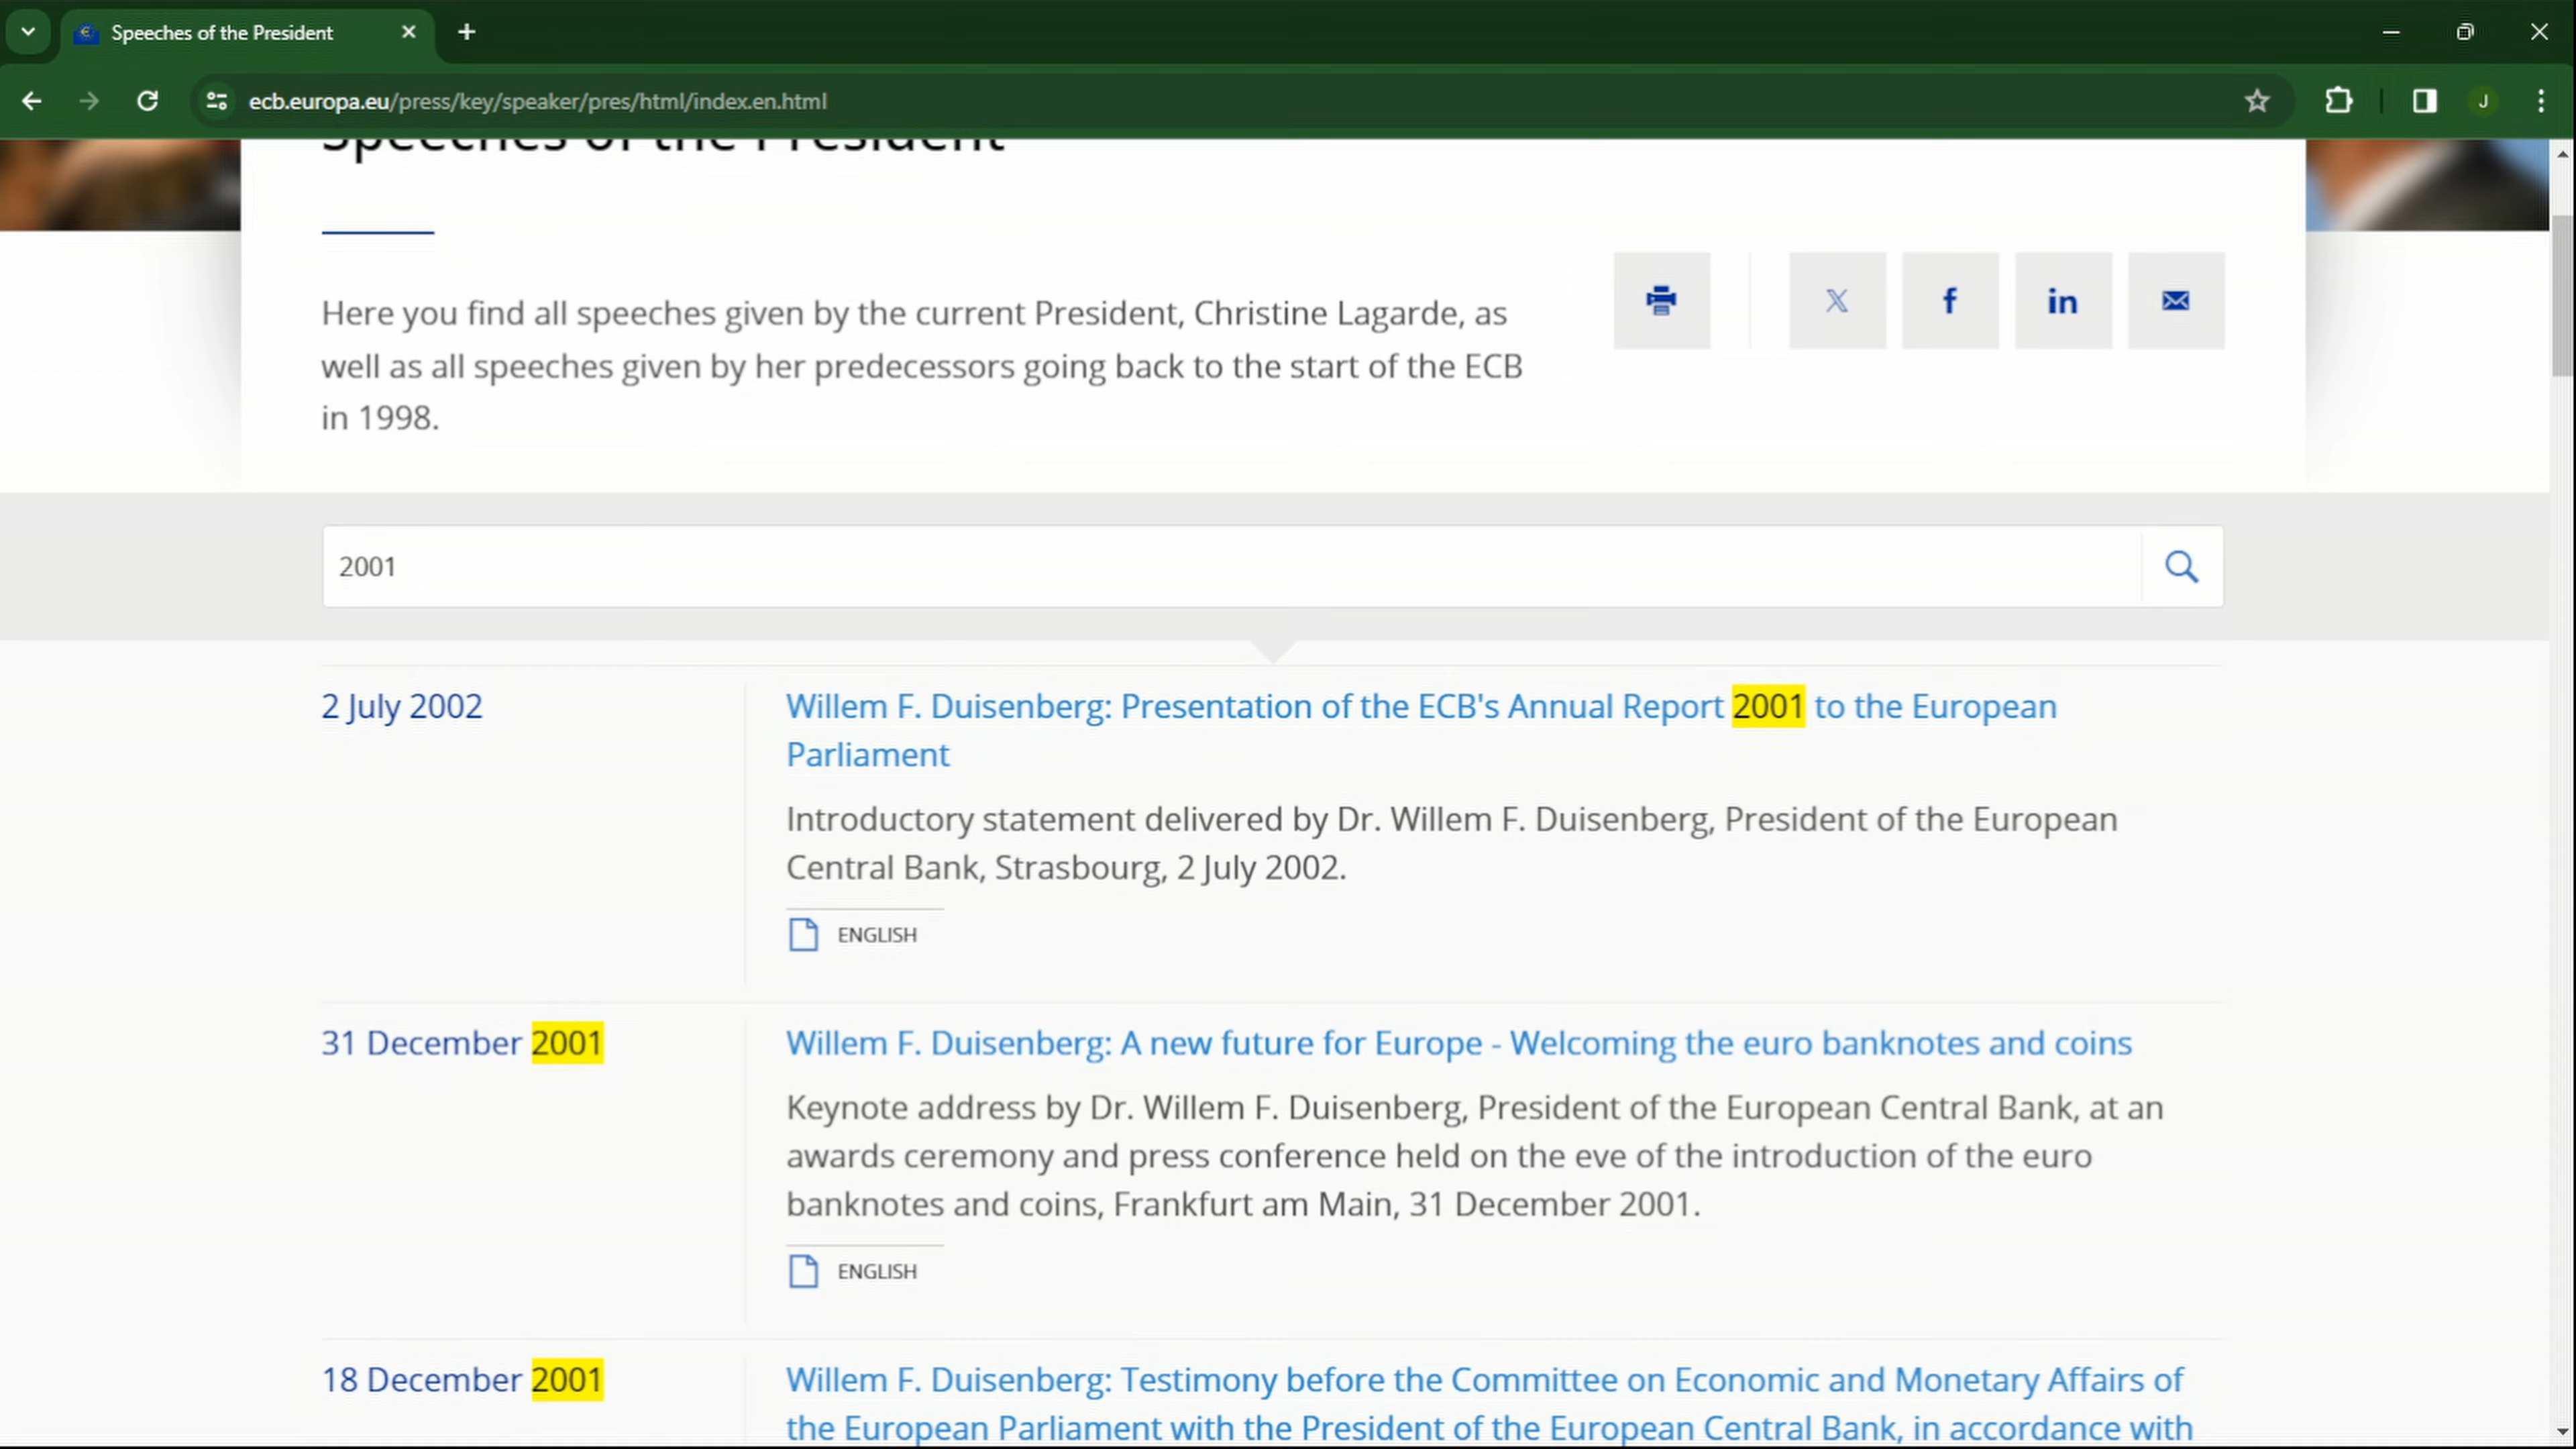 Speeches of the President
ecb.europa.eu/press/key/speaker/pres/html/index.en.html
J
Speeches of the President
Here you find all speeches given by the current President, Christine Lagarde, as
well as all speeches given by her predecessors going back to the start of the ECB
in 1998.
2001
2 July 2002
Willem F. Duisenberg: Presentation of the ECB's Annual Report 2001 to the European
Parliament
Introductory statement delivered by Dr. Willem F. Duisenberg, President of the European
Central Bank, Strasbourg, 2 July 2002.
ENGLISH
31 December 2001
Willem F. Duisenberg: A new future for Europe - Welcoming the euro banknotes and coins
Keynote address by Dr. Willem F. Duisenberg, President of the European Central Bank, at an
awards ceremony and press conference held on the eve of the introduction of the euro
banknotes and coins, Frankfurt am Main, 31 December 2001.
ENGLISH
18 December 2001
Willem F. Duisenberg: Testimony before the Committee on Economic and Monetary Affairs of
the European Parliament with the President of the European Central Bank, in accordance with